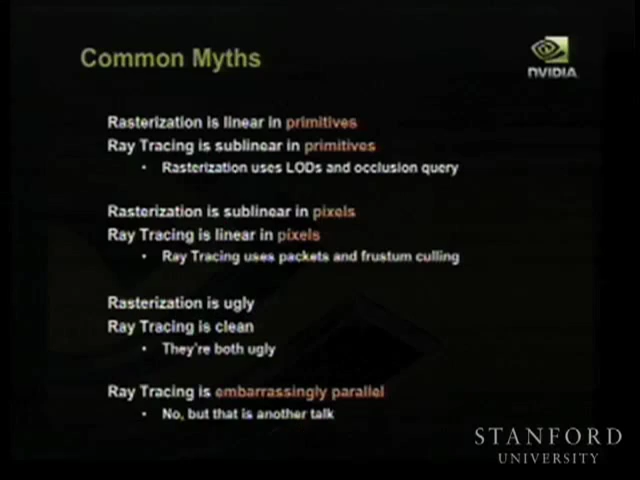 Common Myths
NVIDIA
Rasterization is linear in primitives
Ray Tracing is sublinear in primitives
• Rasterization uses LODs and occlusion query
Rasterization is sublinear in pixels
Ray Tracing is linear in pixels
• Ray Tracing uses packets and frustum culling
Rasterization is ugly
Ray Tracing is clean
• They're both ugly
Ray Tracing is embarrassingly parallel
• No, but that is another talk
STANFORD
UNIVERSITY